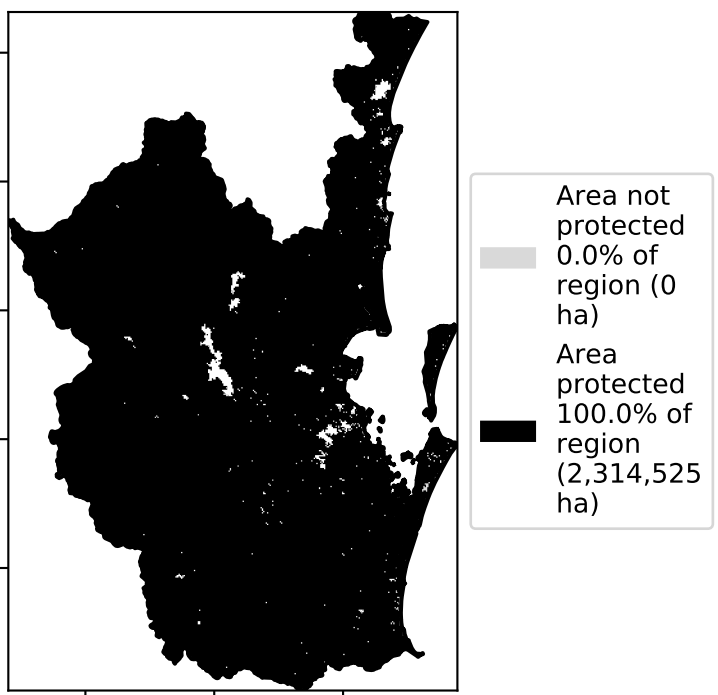 Area not
protected
0.0% of
region (0
ha)
Area
protected
100.0% of
region
(2,314,525
ha)